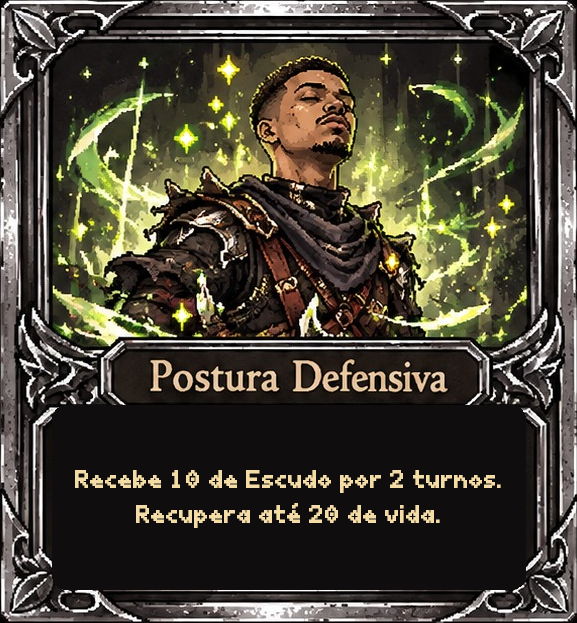 Postura Defensiva
Recebe 10 de Escudo por 2 turnos.
Recupera até 20 de vida.